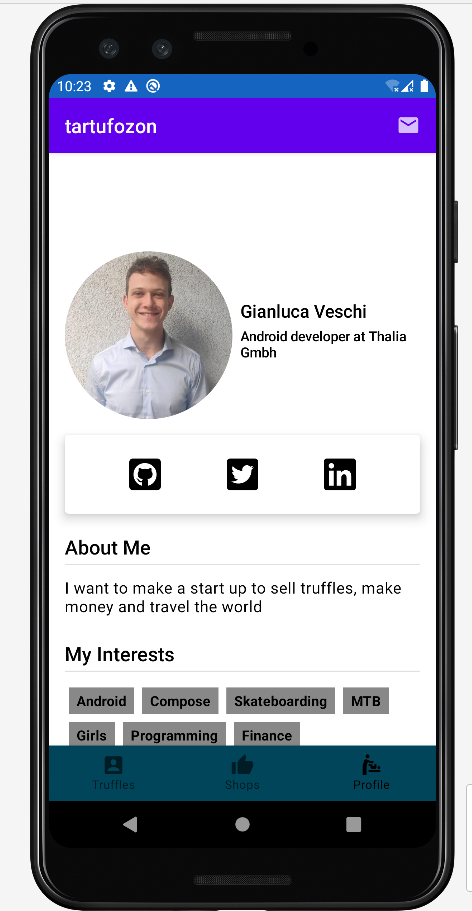 10:23
tartufozon
Gianluca Veschi
Android developer at Thalia
Gmbh
About Me
I want to make a start up to sell truffles, make
money and travel the world
My Interests
Android Compose Skateboarding MTB
Girls Programming Finance
Truffles Shops Profile